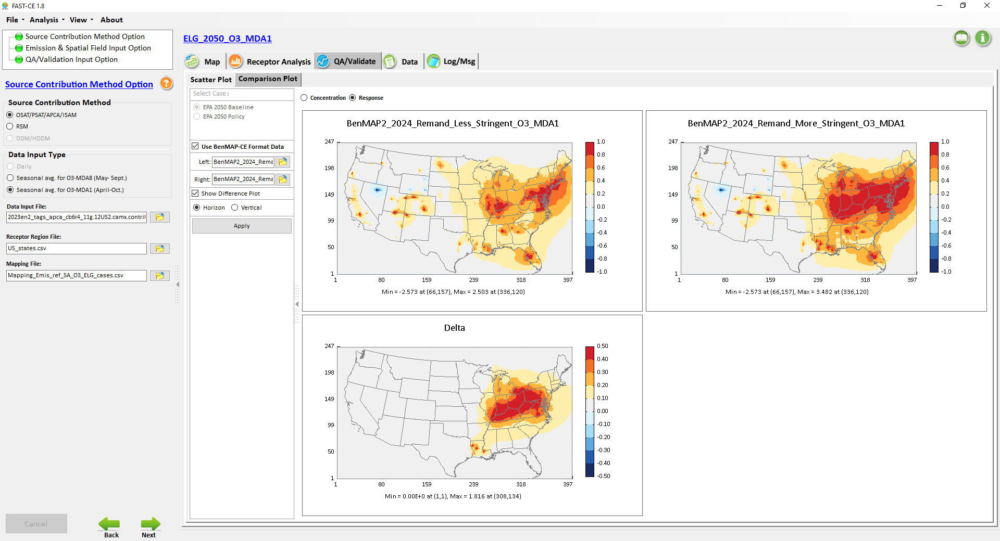 FAST-CE 1.8
File Analysis View About
Source Contribution Method Option
Emission & Spatial Field Input Option
QA/Validation Input Option
Source Contribution Method Option
Source Contribution Method
OSAT/PSAT/APCA/ISAM
RSM
DDM/HDDM
Data Input Type
Daily
Seasonal avg. for O3-MDA8 (May- Sept.)
Seasonal avg. for O3-MDA1 (April-Oct.)
Data Input File:
2023en2_tags_apca_cb6r4_11g.12US2.camx.contril
Receptor Region File:
US_states.csv
Mapping File:
Mapping_Emis_ref_SA_O3_ELG_cases.csv
Cancel
Back
Next
ELG_2050_O3_MDA1
Map Receptor Analysis QA/Validate Data Log/Msg
Scatter Plot Comparison Plot
Select Case:
EPA 2050 Baseline
EPA 2050 Policy
Use BenMAP-CE Format Data
Left: BenMAP2_2024_Rema
Right: BenMAP2_2024_Rema
Show Difference Plot
Horizon Vertical
Apply
Concentration Response
BenMAP2_2024_Remand_Less_Stringent_O3_MDA1
247
198
149
99
50
1
1 80 159 239 318 397
1.0
0.8
0.6
0.4
0.2
0.0
-0.2
-0.4
-0.6
-0.8
-1.0
Min = -2.573 at (66,157), Max = 2.503 at (336,120)
BenMAP2_2024_Remand_More_Stringent_O3_MDA1
247
198
149
99
50
1
1 80 159 239 318 397
1.0
0.8
0.6
0.4
0.2
0.0
-0.2
-0.4
-0.6
-0.8
-1.0
Min = -2.573 at (66,157), Max = 3.482 at (336,120)
Delta
247
198
149
99
50
1
1 80 159 239 318 397
0.50
0.40
0.30
0.20
0.10
0.00
-0.10
-0.20
-0.30
-0.40
-0.50
Min = 0.00E+0 at (1,1), Max = 1.816 at (308,134)